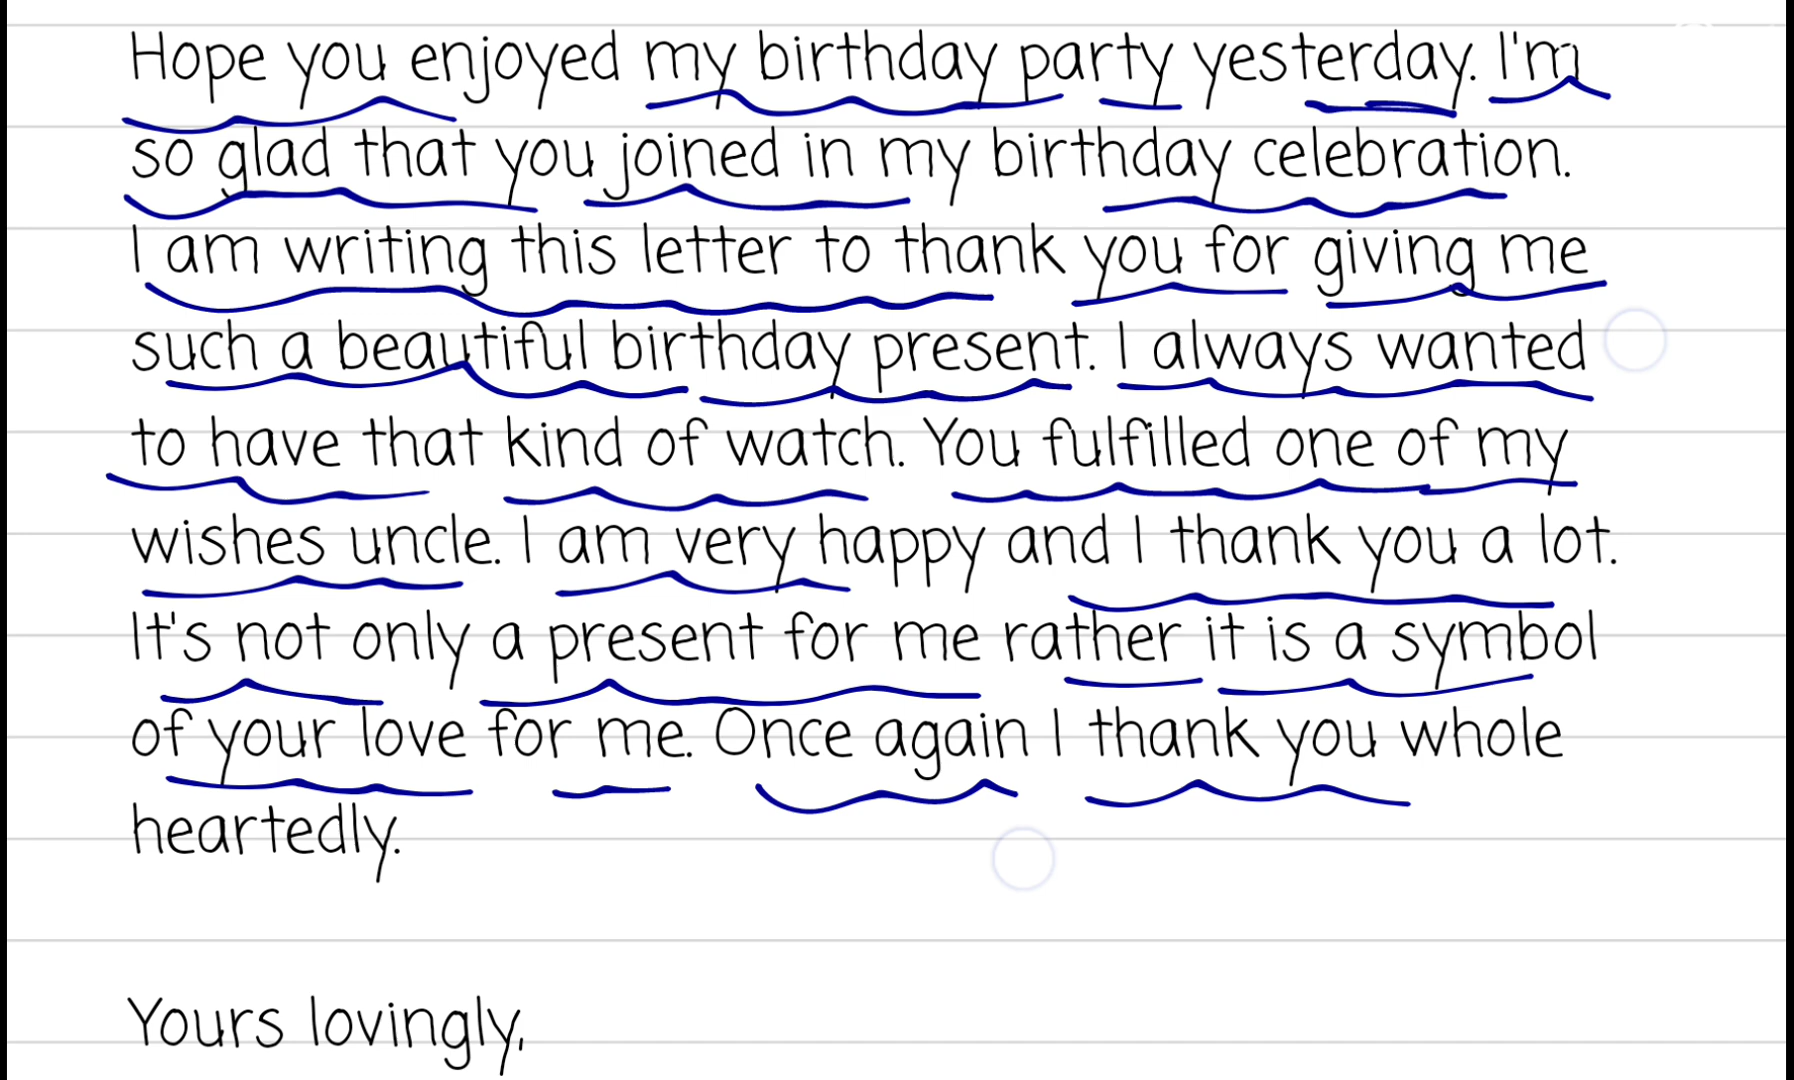 Hope you enjoyed my birthday party yesterday. I'm
so glad that you joined in my birthday celebration.
I am writing this letter to thank you for giving me
such a beautiful birthday present. I always wanted
to have that kind of watch. You fulfilled one of my
wishes uncle. I am very happy and I thank you a lot.
It's not only a present for me rather it is a symbol
of your love for me. Once again I thank you whole
heartedly.
Yours lovingly,